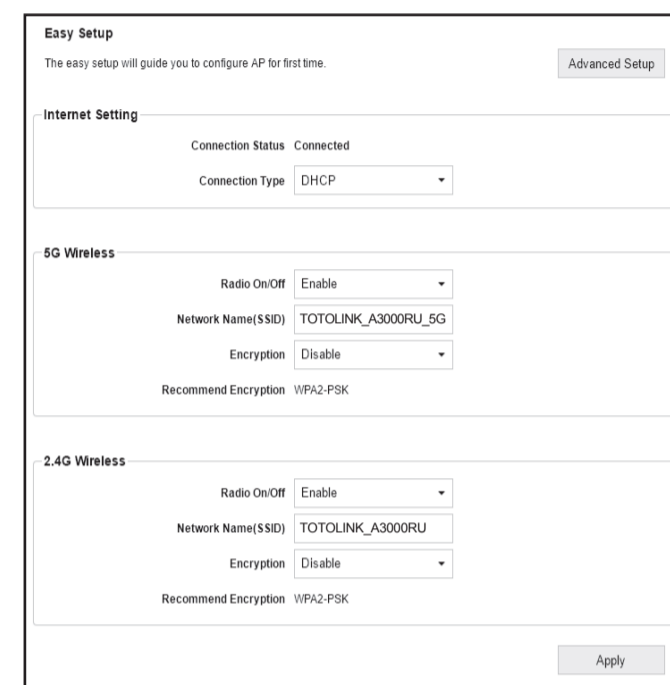 Easy Setup
The easy setup will guide you to configure AP for first time.
Advanced Setup
Internet Setting
Connection Status Connected
Connection Type DHCP
5G Wireless
Radio On/Off Enable
Network Name(SSID) TOTOLINK_A3000RU_5G
Encryption Disable
Recommend Encryption WPA2-PSK
2.4G Wireless
Radio On/Off Enable
Network Name(SSID) TOTOLINK_A3000RU
Encryption Disable
Recommend Encryption WPA2-PSK
Apply